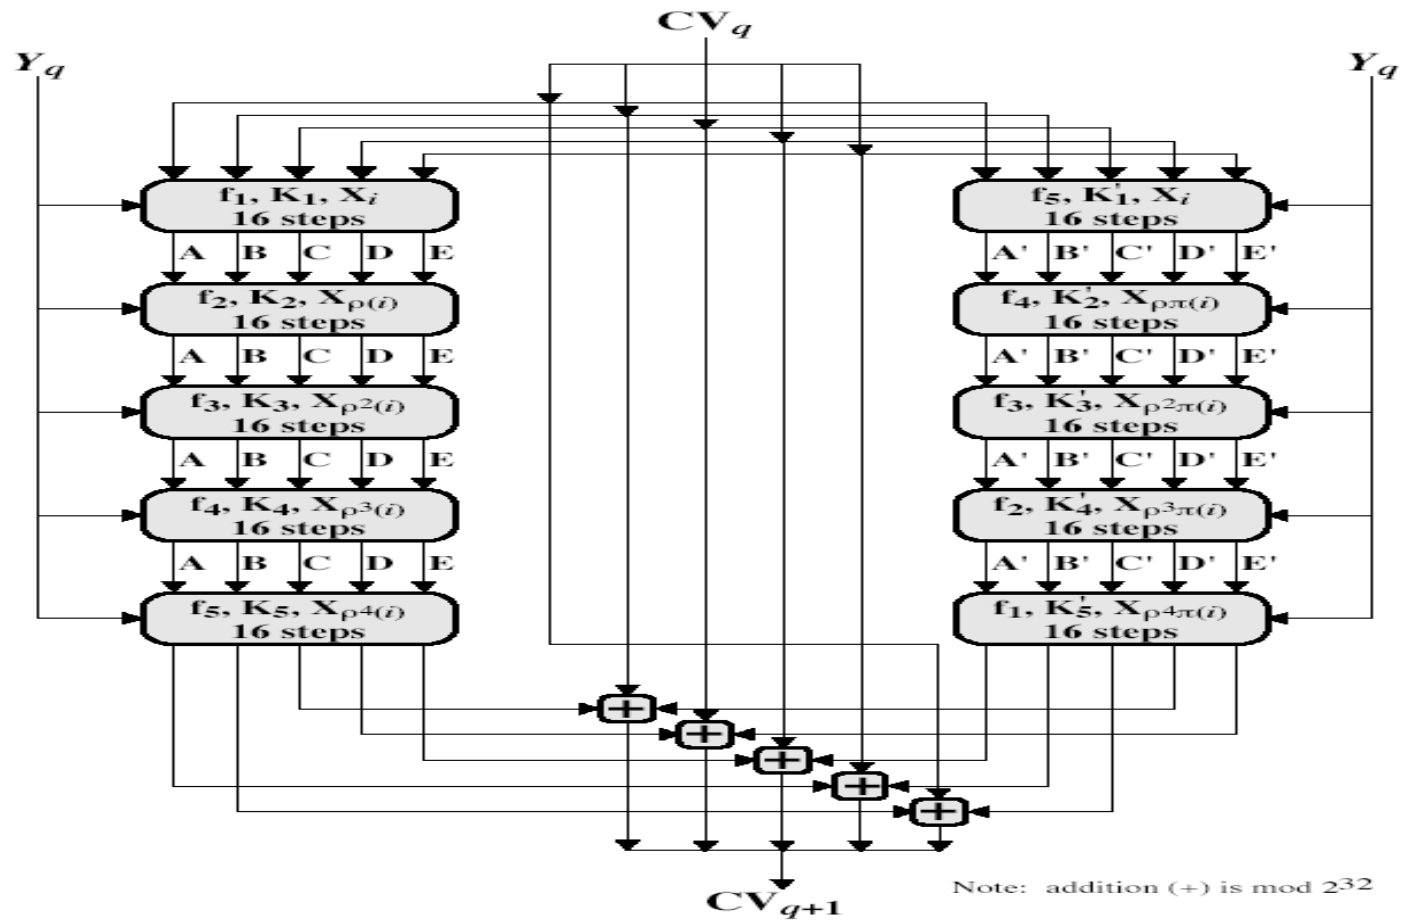 CVq
Yq Yq
f1, K1, Xi
16 steps
f5, K'1, Xi
16 steps
A B C D E A' B' C' D' E'
f2, K2, Xρ(i)
16 steps
f4, K'2, Xρπ(i)
16 steps
A B C D E A' B' C' D' E'
f3, K3, Xρ2(i)
16 steps
f3, K'3, Xρ2π(i)
16 steps
A B C D E A' B' C' D' E'
f4, K4, Xρ3(i)
16 steps
f2, K'4, Xρ3π(i)
16 steps
A B C D E A' B' C' D' E'
f5, K5, Xρ4(i)
16 steps
f1, K'5, Xρ4π(i)
16 steps
+
+
+
+
+
Note: addition (+) is mod 2^32
CVq+1